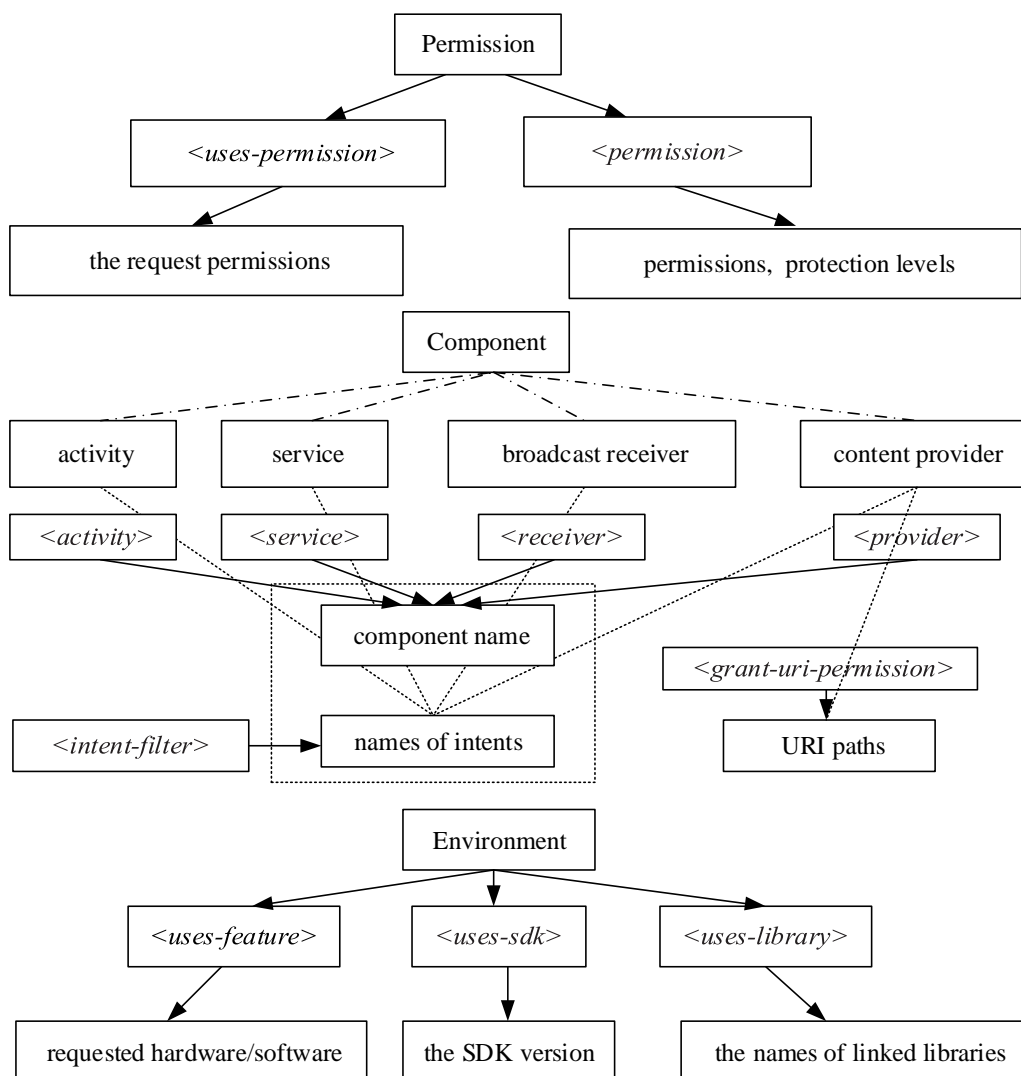 Permission
<uses-permission>
<permission>
the request permissions
permissions, protection levels
Component
activity
service
broadcast receiver
content provider
<activity>
<service>
<receiver>
<provider>
component name
<grant-uri-permission>
<intent-filter>
names of intents
URI paths
Environment
<uses-feature>
<uses-sdk>
<uses-library>
requested hardware/software
the SDK version
the names of linked libraries